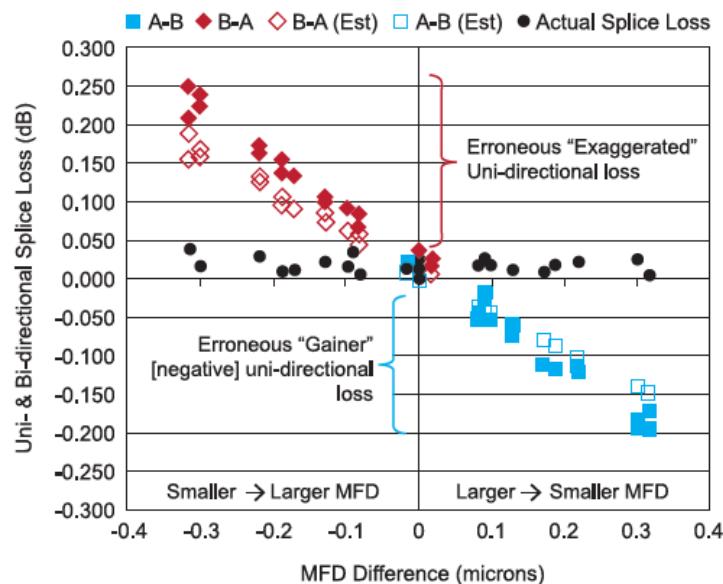 A-B B-A B-A (Est) A-B (Est) Actual Splice Loss
Uni- & Bi-directional Splice Loss (dB)
0.300
0.250
0.200
0.150
0.100
0.050
0.000
-0.050
-0.100
-0.150
-0.200
-0.250
-0.300
Erroneous “Exaggerated”
Uni-directional loss
Erroneous “Gainer”
[negative] uni-directional
loss
Smaller → Larger MFD
Larger → Smaller MFD
-0.4 -0.3 -0.2 -0.1 0 0.1 0.2 0.3 0.4
MFD Difference (microns)